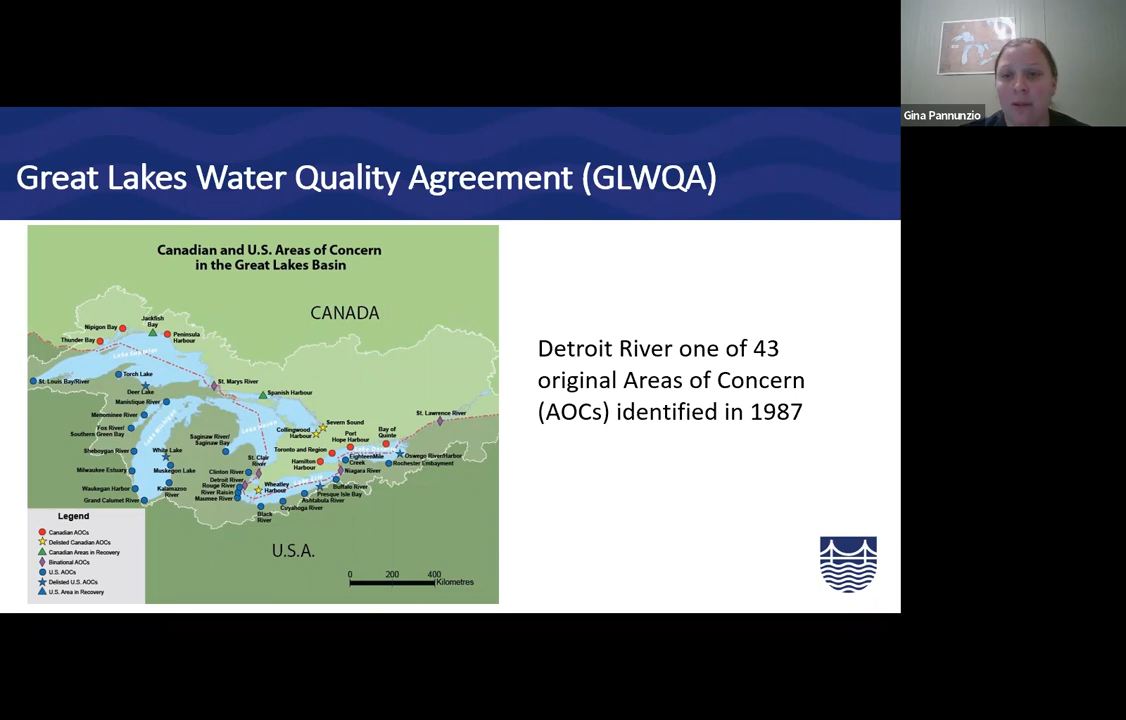 Gina Pannunzio
Great Lakes Water Quality Agreement (GLWQA)
Canadian and U.S. Areas of Concern
in the Great Lakes Basin
CANADA
Nipigon Bay
Jackfish
Bay
Peninsula
Harbour
Thunder Bay
Lake Superior
St. Louis Bay/River
Torch Lake
Deer Lake
St. Marys River
Spanish Harbour
Manistique River
Menominee River
Fox River/
Southern Green Bay
Lake Michigan
Saginaw River/
Saginaw Bay
Lake Huron
Collingwood
Harbour
Severn Sound
Port
Hope Harbour
Bay of
Quinte
St. Lawrence River
Sheboygan River
White Lake
Muskegon Lake
Milwaukee Estuary
Waukegan Harbor
Kalamazoo
River
Grand Calumet River
St. Clair
River
Clinton River
Detroit River
Rouge River
River Raisin
Maumee River
Toronto and Region
Hamilton
Harbour
EighteenMile
Creek
Oswego River/Harbor
Rochester Embayment
Niagara River
Buffalo River
Wheatley
Harbour
Presque Isle Bay
Ashtabula River
Cuyahoga River
Black
River
U.S.A.
Legend
Canadian AOCs
Delisted Canadian AOCs
Canadian Areas in Recovery
Binational AOCs
U.S. AOCs
Delisted U.S. AOCs
U.S. Area in Recovery
0 200 400
Kilometres
Detroit River one of 43
original Areas of Concern
(AOCs) identified in 1987